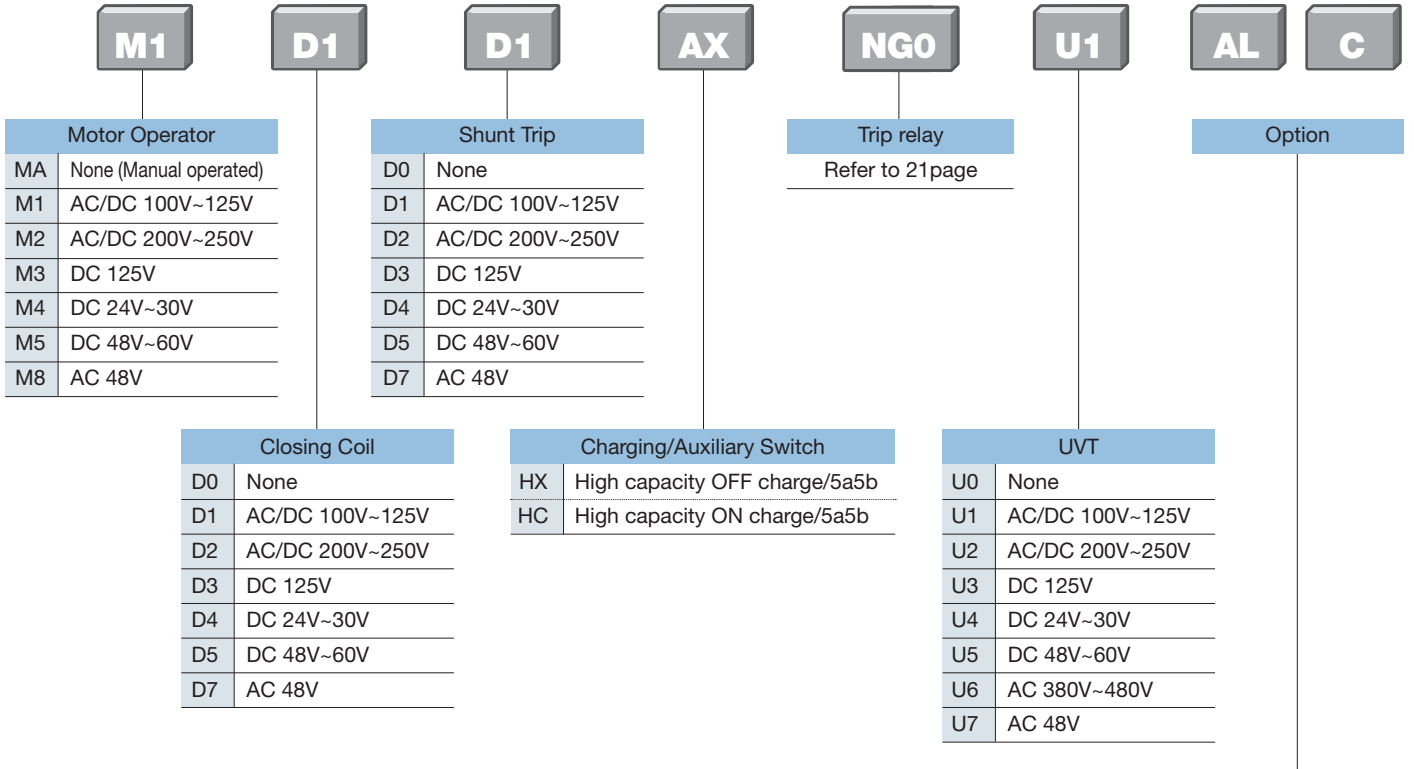 M1 D1 D1 AX NG0 U1 AL C
Motor Operator
MA None (Manual operated)
M1 AC/DC 100V~125V
M2 AC/DC 200V~250V
M3 DC 125V
M4 DC 24V~30V
M5 DC 48V~60V
M8 AC 48V
Shunt Trip
D0 None
D1 AC/DC 100V~125V
D2 AC/DC 200V~250V
D3 DC 125V
D4 DC 24V~30V
D5 DC 48V~60V
D7 AC 48V
Trip relay
Refer to 21page
Option
Closing Coil
D0 None
D1 AC/DC 100V~125V
D2 AC/DC 200V~250V
D3 DC 125V
D4 DC 24V~30V
D5 DC 48V~60V
D7 AC 48V
Charging/Auxiliary Switch
HX High capacity OFF charge/5a5b
HC High capacity ON charge/5a5b
UVT
U0 None
U1 AC/DC 100V~125V
U2 AC/DC 200V~250V
U3 DC 125V
U4 DC 24V~30V
U5 DC 48V~60V
U6 AC 380V~480V
U7 AC 48V